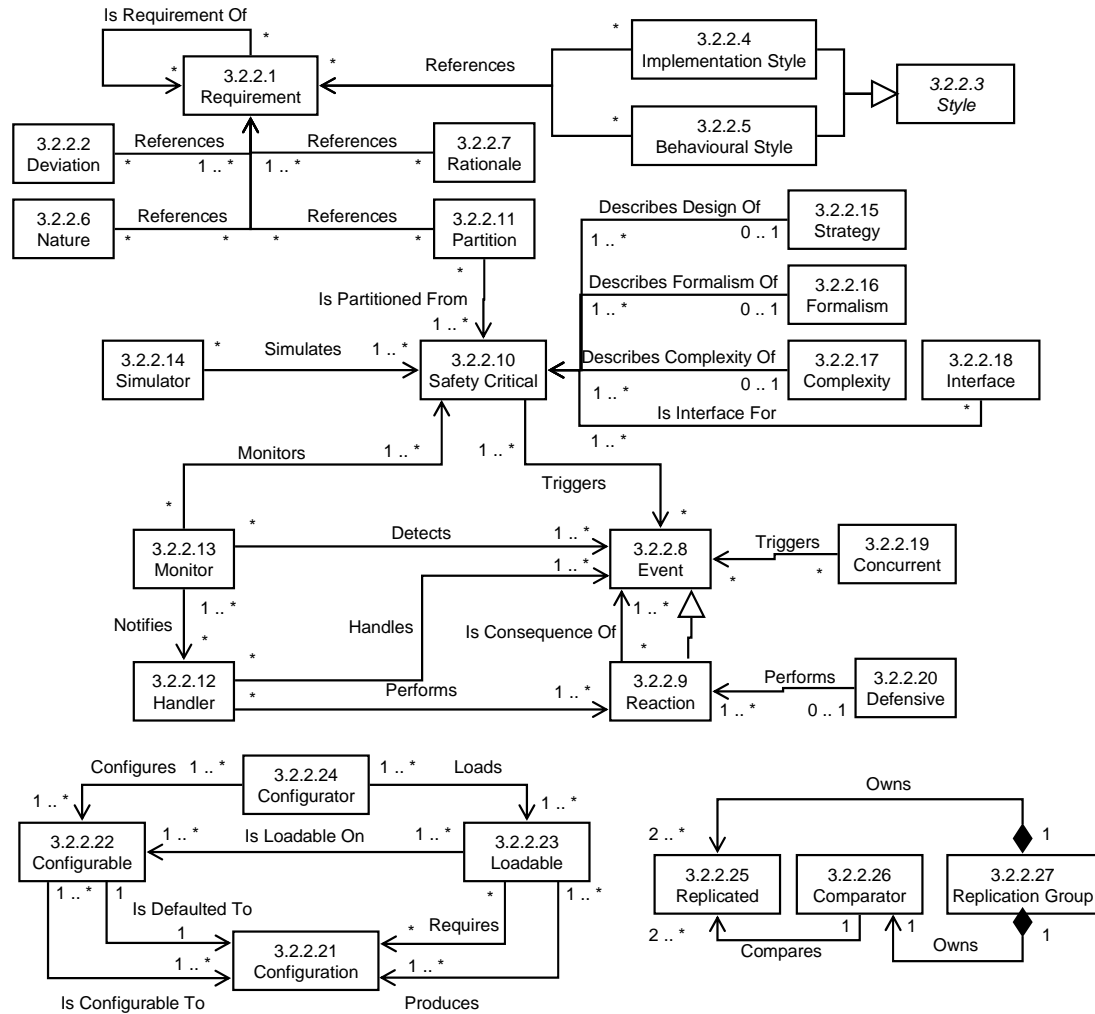 Is Requirement Of
*
*
3.2.2.1
Requirement
*
References
*
3.2.2.4
Implementation Style
3.2.2.3
Style
*
3.2.2.5
Behavioural Style
3.2.2.2
Deviation
References
*
1 .. *
1 .. *
References
*
3.2.2.7
Rationale
3.2.2.6
Nature
References
*
*
*
References
*
3.2.2.11
Partition
*
Is Partitioned From
1 .. *
Describes Design Of
1 .. *
0 .. 1
3.2.2.15
Strategy
Describes Formalism Of
1 .. *
0 .. 1
3.2.2.16
Formalism
3.2.2.14
Simulator
*
Simulates
1 .. *
3.2.2.10
Safety Critical
Describes Complexity Of
1 .. *
0 .. 1
3.2.2.17
Complexity
3.2.2.18
Interface
Is Interface For
*
1 .. *
Monitors
1 .. *
*
1 .. *
Triggers
*
3.2.2.13
Monitor
*
Detects
1 .. *
1 .. *
3.2.2.8
Event
Triggers
*
*
3.2.2.19
Concurrent
1 .. *
Notifies
*
Handles
*
1 .. *
Is Consequence Of
*
3.2.2.12
Handler
*
Performs
1 .. *
3.2.2.9
Reaction
Performs
1 .. *
0 .. 1
3.2.2.20
Defensive
Configures
1 .. *
1 .. *
3.2.2.24
Configurator
1 .. *
Loads
1 .. *
3.2.2.22
Configurable
1 .. *
Is Loadable On
1 .. *
3.2.2.23
Loadable
1 .. *
1
Is Defaulted To
1
*
Requires
*
1 .. *
1 .. *
3.2.2.21
Configuration
1 .. *
Is Configurable To
Produces
Owns
2 .. *
1
3.2.2.25
Replicated
3.2.2.26
Comparator
3.2.2.27
Replication Group
2 .. *
Compares
1
1
Owns
1